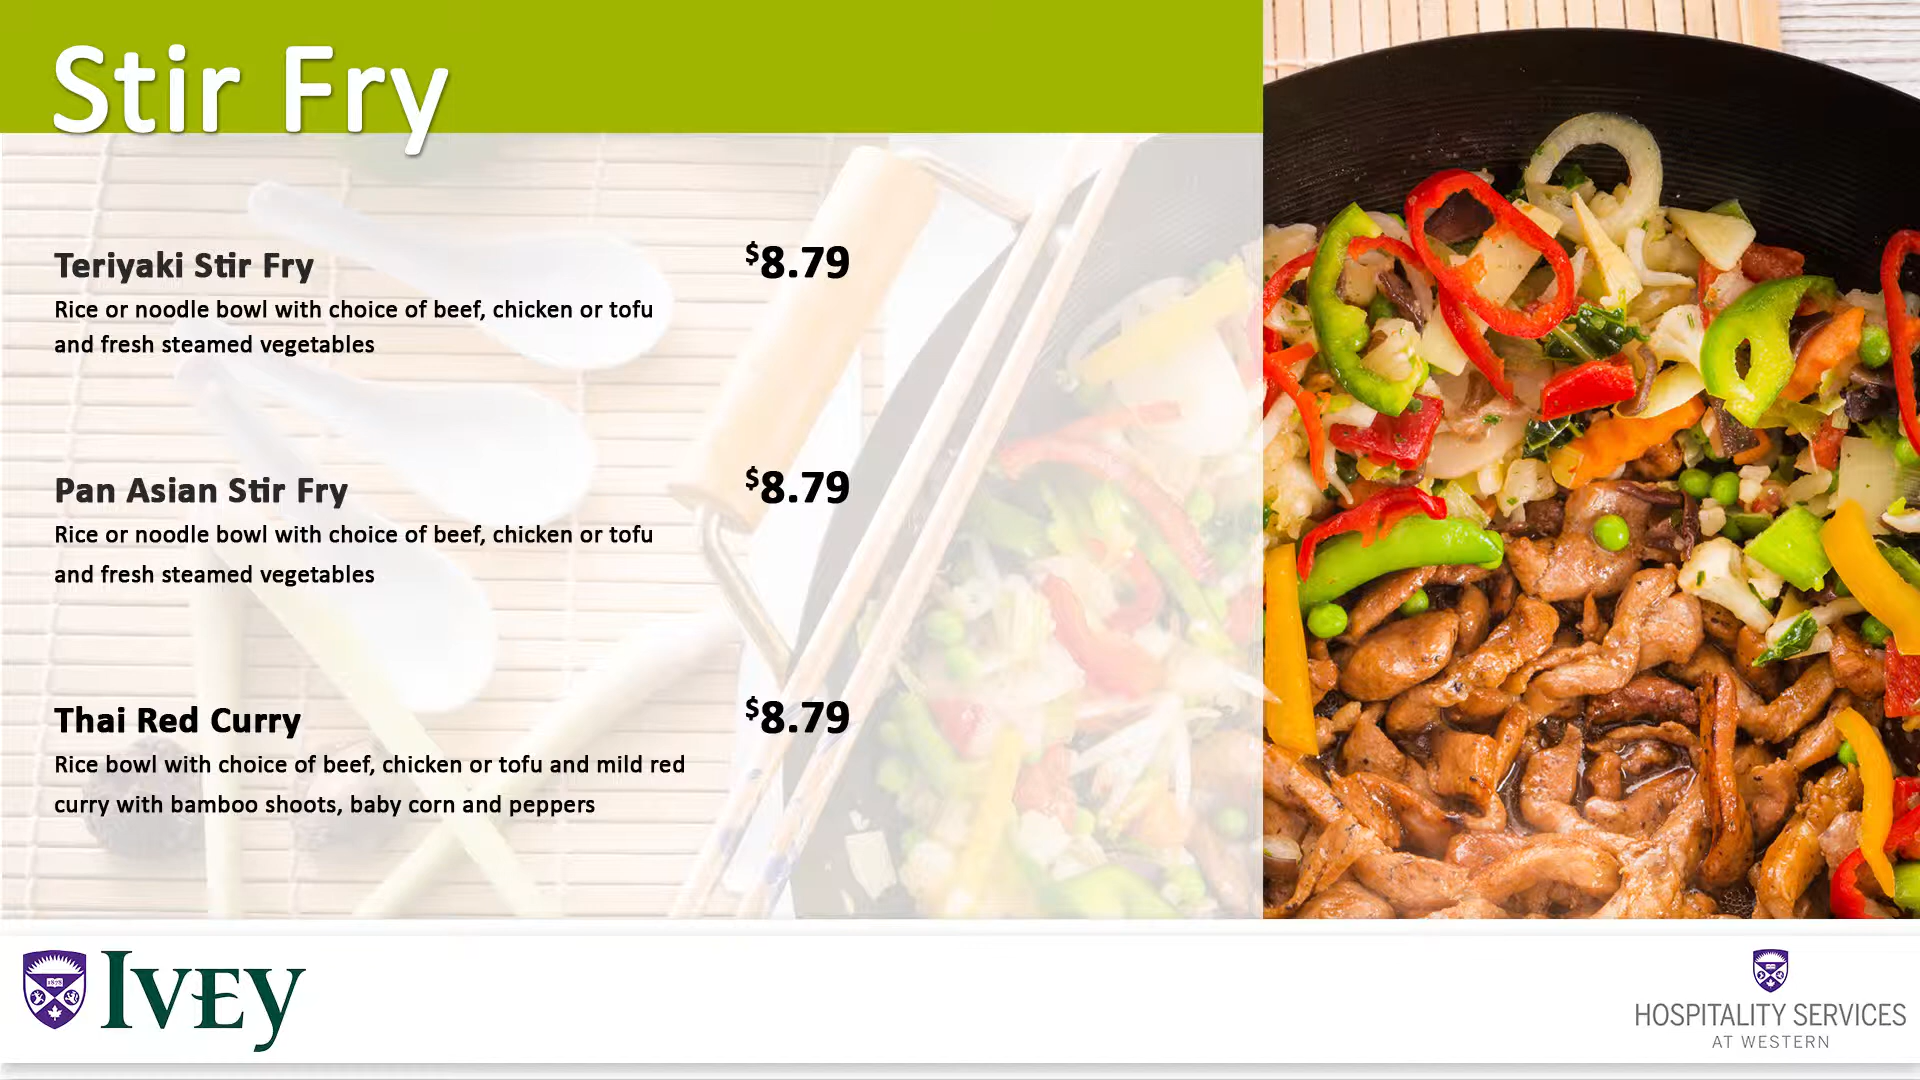 Stir Fry
Teriyaki Stir Fry
$8.79
Rice or noodle bowl with choice of beef, chicken or tofu
and fresh steamed vegetables
Pan Asian Stir Fry
$8.79
Rice or noodle bowl with choice of beef, chicken or tofu
and fresh steamed vegetables
Thai Red Curry
$8.79
Rice bowl with choice of beef, chicken or tofu and mild red
curry with bamboo shoots, baby corn and peppers
1878
IVEY
HOSPITALITY SERVICES
AT WESTERN